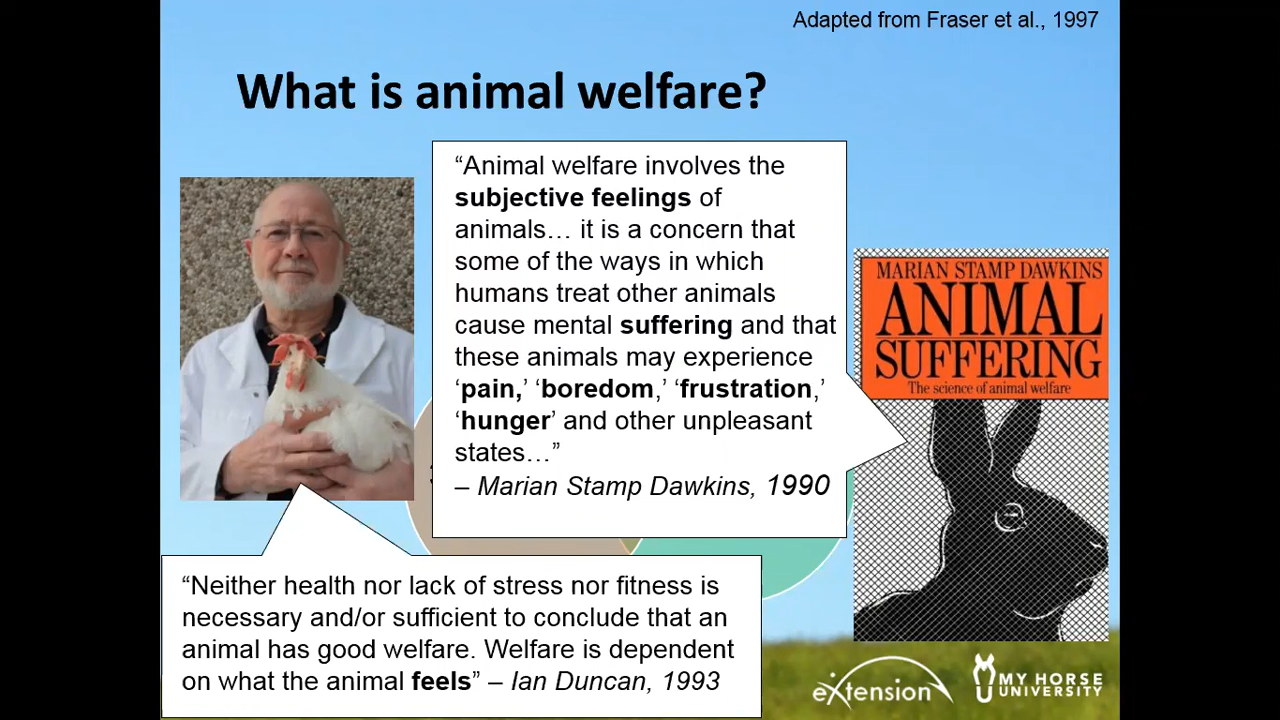 Adapted from Fraser et al., 1997
What is animal welfare?
“Animal welfare involves the
subjective feelings of
animals… it is a concern that
some of the ways in which
humans treat other animals
cause mental suffering and that
these animals may experience
‘pain,’ ‘boredom,’ ‘frustration,’
‘hunger’ and other unpleasant
states…”
– Marian Stamp Dawkins, 1990
MARIAN STAMP DAWKINS
ANIMAL
SUFFERING
The science of animal welfare
“Neither health nor lack of stress nor fitness is
necessary and/or sufficient to conclude that an
animal has good welfare. Welfare is dependent
on what the animal feels” – Ian Duncan, 1993
eXtension
MY HORSE
UNIVERSITY